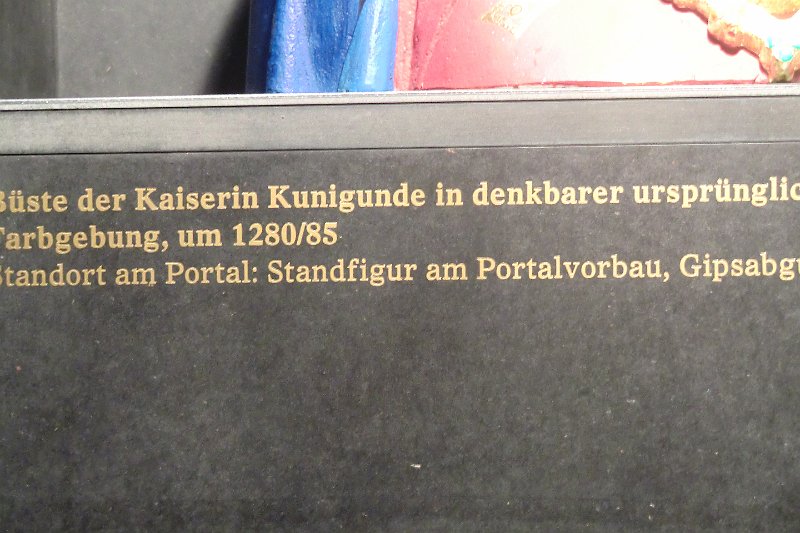 Büste der Kaiserin Kunigunde in denkbarer ursprünglic
Farbgebung, um 1280/85
Standort am Portal: Standfigur am Portalvorbau, Gipsabgu